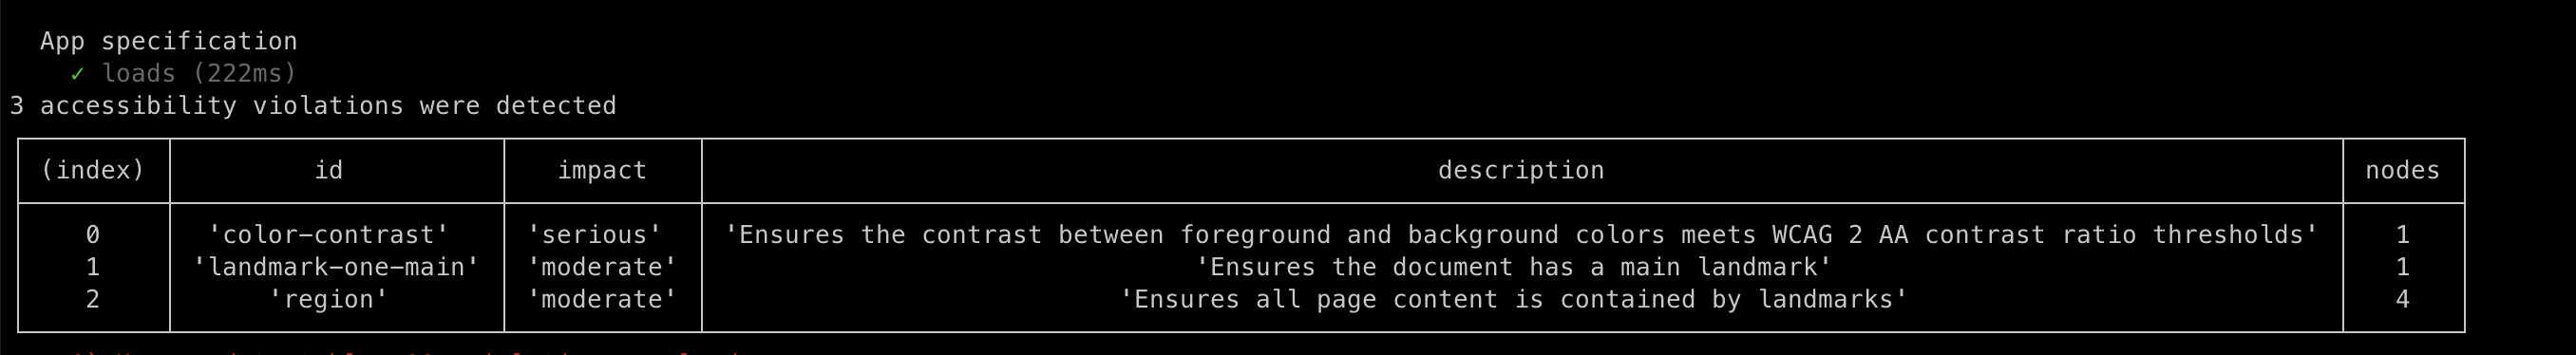 App specification
✓ loads (222ms)
3 accessibility violations were detected
(index) id impact description nodes
0 'color-contrast' 'serious' 'Ensures the contrast between foreground and background colors meets WCAG 2 AA contrast ratio thresholds' 1
1 'landmark-one-main' 'moderate' 'Ensures the document has a main landmark' 1
2 'region' 'moderate' 'Ensures all page content is contained by landmarks' 4